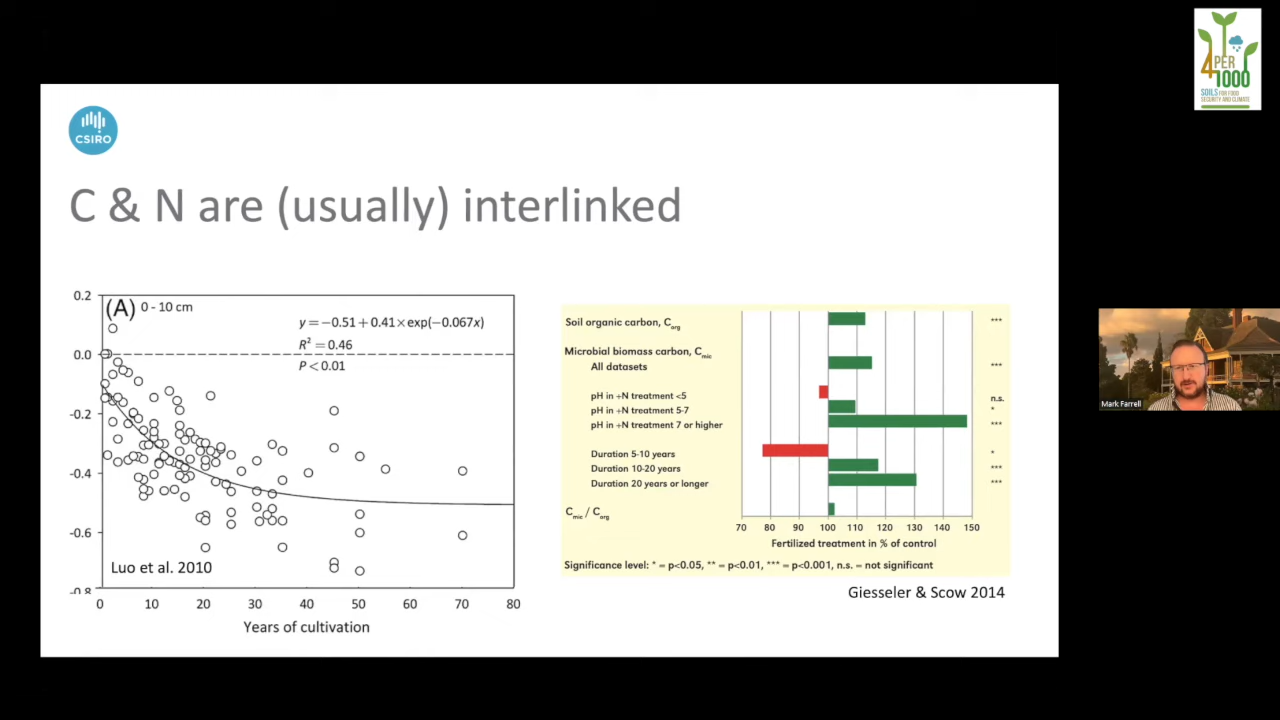 4 PER
1000
SOILS FOR FOOD
SECURITY AND CLIMATE
CSIRO
C & N are (usually) interlinked
(A) 0 - 10 cm
y = −0.51 + 0.41 × exp(−0.067x)
R² = 0.46
P < 0.01
0.2
0.0
-0.2
-0.4
-0.6
-0.8
Luo et al. 2010
0 10 20 30 40 50 60 70 80
Years of cultivation
Soil organic carbon, Corg ***
Microbial biomass carbon, Cmic
All datasets ***
pH in +N treatment <5 n.s.
pH in +N treatment 5-7 *
pH in +N treatment 7 or higher ***
Duration 5-10 years *
Duration 10-20 years ***
Duration 20 years or longer ***
Cmic / Corg
70 80 90 100 110 120 130 140 150
Fertilized treatment in % of control
Significance level: * = p<0.05, ** = p<0.01, *** = p<0.001, n.s. = not significant
Giesseler & Scow 2014
Mark Farrell